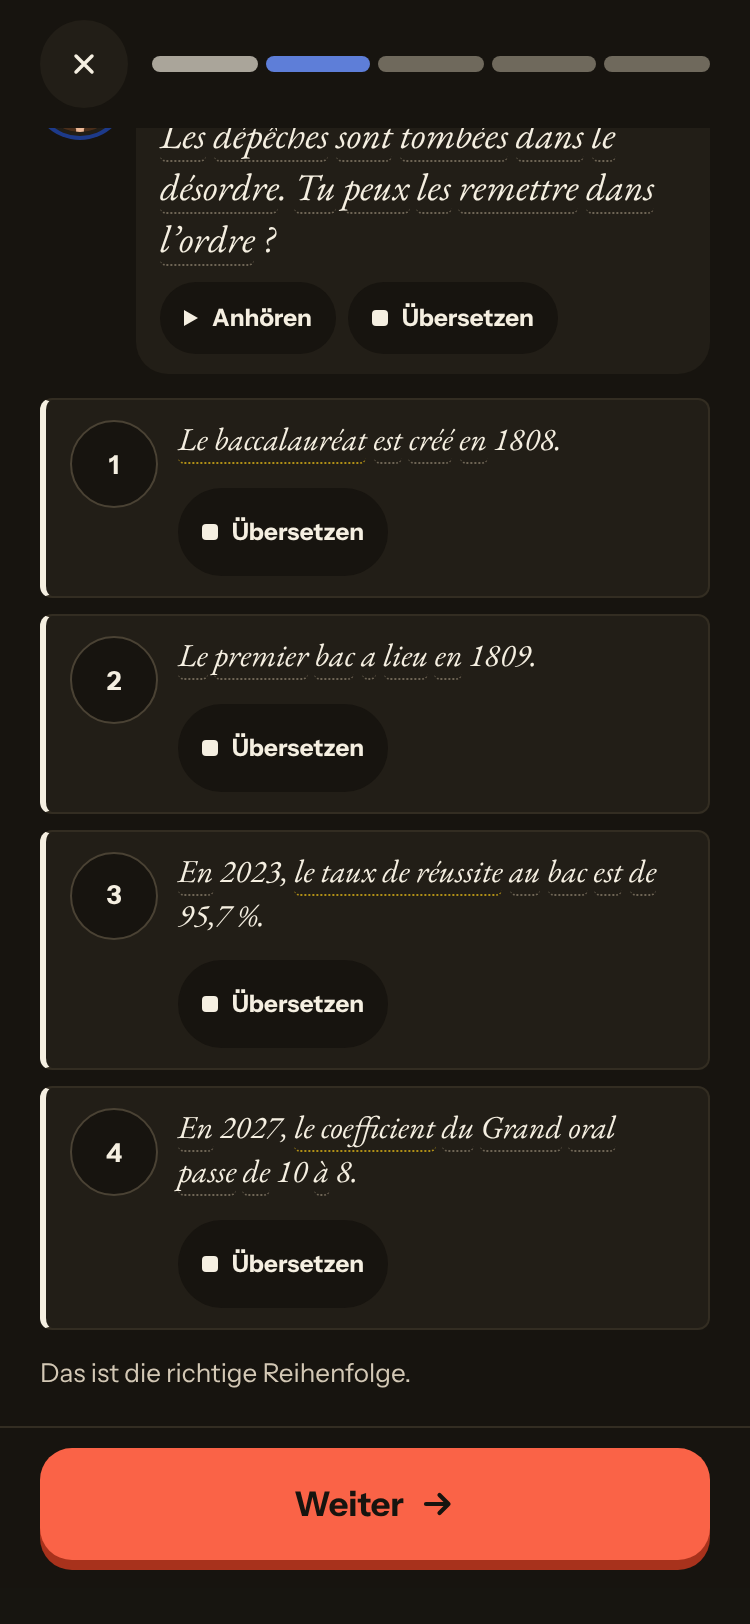 Les dépêches sont tombées dans le
désordre. Tu peux les remettre dans
l’ordre ?
Anhören
Übersetzen
1
Le baccalauréat est créé en 1808.
Übersetzen
2
Le premier bac a lieu en 1809.
Übersetzen
3
En 2023, le taux de réussite au bac est de
95,7 %.
Übersetzen
4
En 2027, le coefficient du Grand oral
passe de 10 à 8.
Übersetzen
Das ist die richtige Reihenfolge.
Weiter